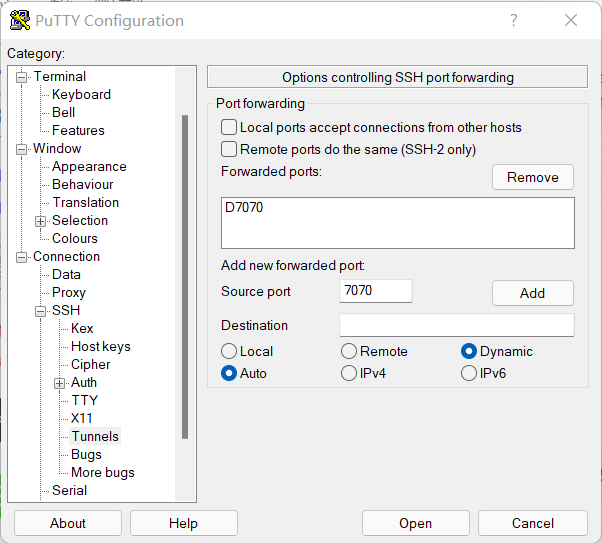 PuTTY Configuration
?
Category:
Terminal
Keyboard
Bell
Features
Window
Appearance
Behaviour
Translation
Selection
Colours
Connection
Data
Proxy
SSH
Kex
Host keys
Cipher
Auth
TTY
X11
Tunnels
Bugs
More bugs
Serial
Options controlling SSH port forwarding
Port forwarding
Local ports accept connections from other hosts
Remote ports do the same (SSH-2 only)
Forwarded ports:
Remove
D7070
Add new forwarded port:
Source port 7070 Add
Destination
Local Remote Dynamic
Auto IPv4 IPv6
About Help Open Cancel